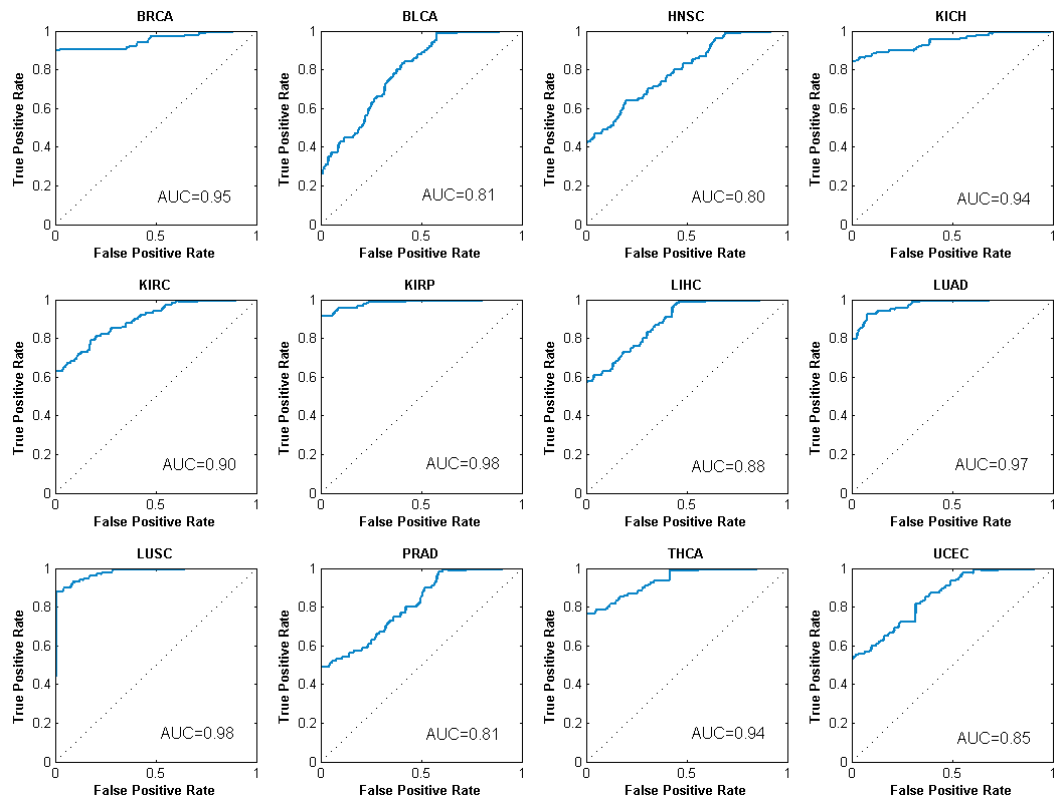 BRCA
1
0.8
0.6
0.4
0.2
0
True Positive Rate
AUC=0.95
0 0.5 1
False Positive Rate
BLCA
1
0.8
0.6
0.4
0.2
0
True Positive Rate
AUC=0.81
0 0.5 1
False Positive Rate
HNSC
1
0.8
0.6
0.4
0.2
0
True Positive Rate
AUC=0.80
0 0.5 1
False Positive Rate
KICH
1
0.8
0.6
0.4
0.2
0
True Positive Rate
AUC=0.94
0 0.5 1
False Positive Rate
KIRC
1
0.8
0.6
0.4
0.2
0
True Positive Rate
AUC=0.90
0 0.5 1
False Positive Rate
KIRP
1
0.8
0.6
0.4
0.2
0
True Positive Rate
AUC=0.98
0 0.5 1
False Positive Rate
LIHC
1
0.8
0.6
0.4
0.2
0
True Positive Rate
AUC=0.88
0 0.5 1
False Positive Rate
LUAD
1
0.8
0.6
0.4
0.2
0
True Positive Rate
AUC=0.97
0 0.5 1
False Positive Rate
LUSC
1
0.8
0.6
0.4
0.2
0
True Positive Rate
AUC=0.98
0 0.5 1
False Positive Rate
PRAD
1
0.8
0.6
0.4
0.2
0
True Positive Rate
AUC=0.81
0 0.5 1
False Positive Rate
THCA
1
0.8
0.6
0.4
0.2
0
True Positive Rate
AUC=0.94
0 0.5 1
False Positive Rate
UCEC
1
0.8
0.6
0.4
0.2
0
True Positive Rate
AUC=0.85
0 0.5 1
False Positive Rate